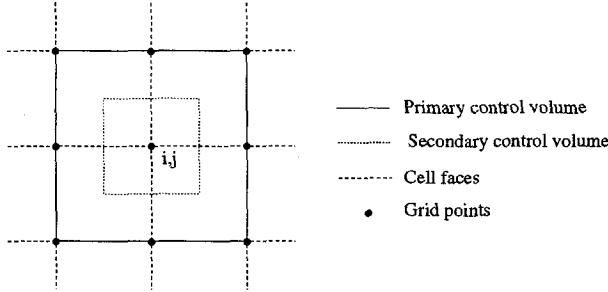 i,j
Primary control volume
Secondary control volume
Cell faces
Grid points